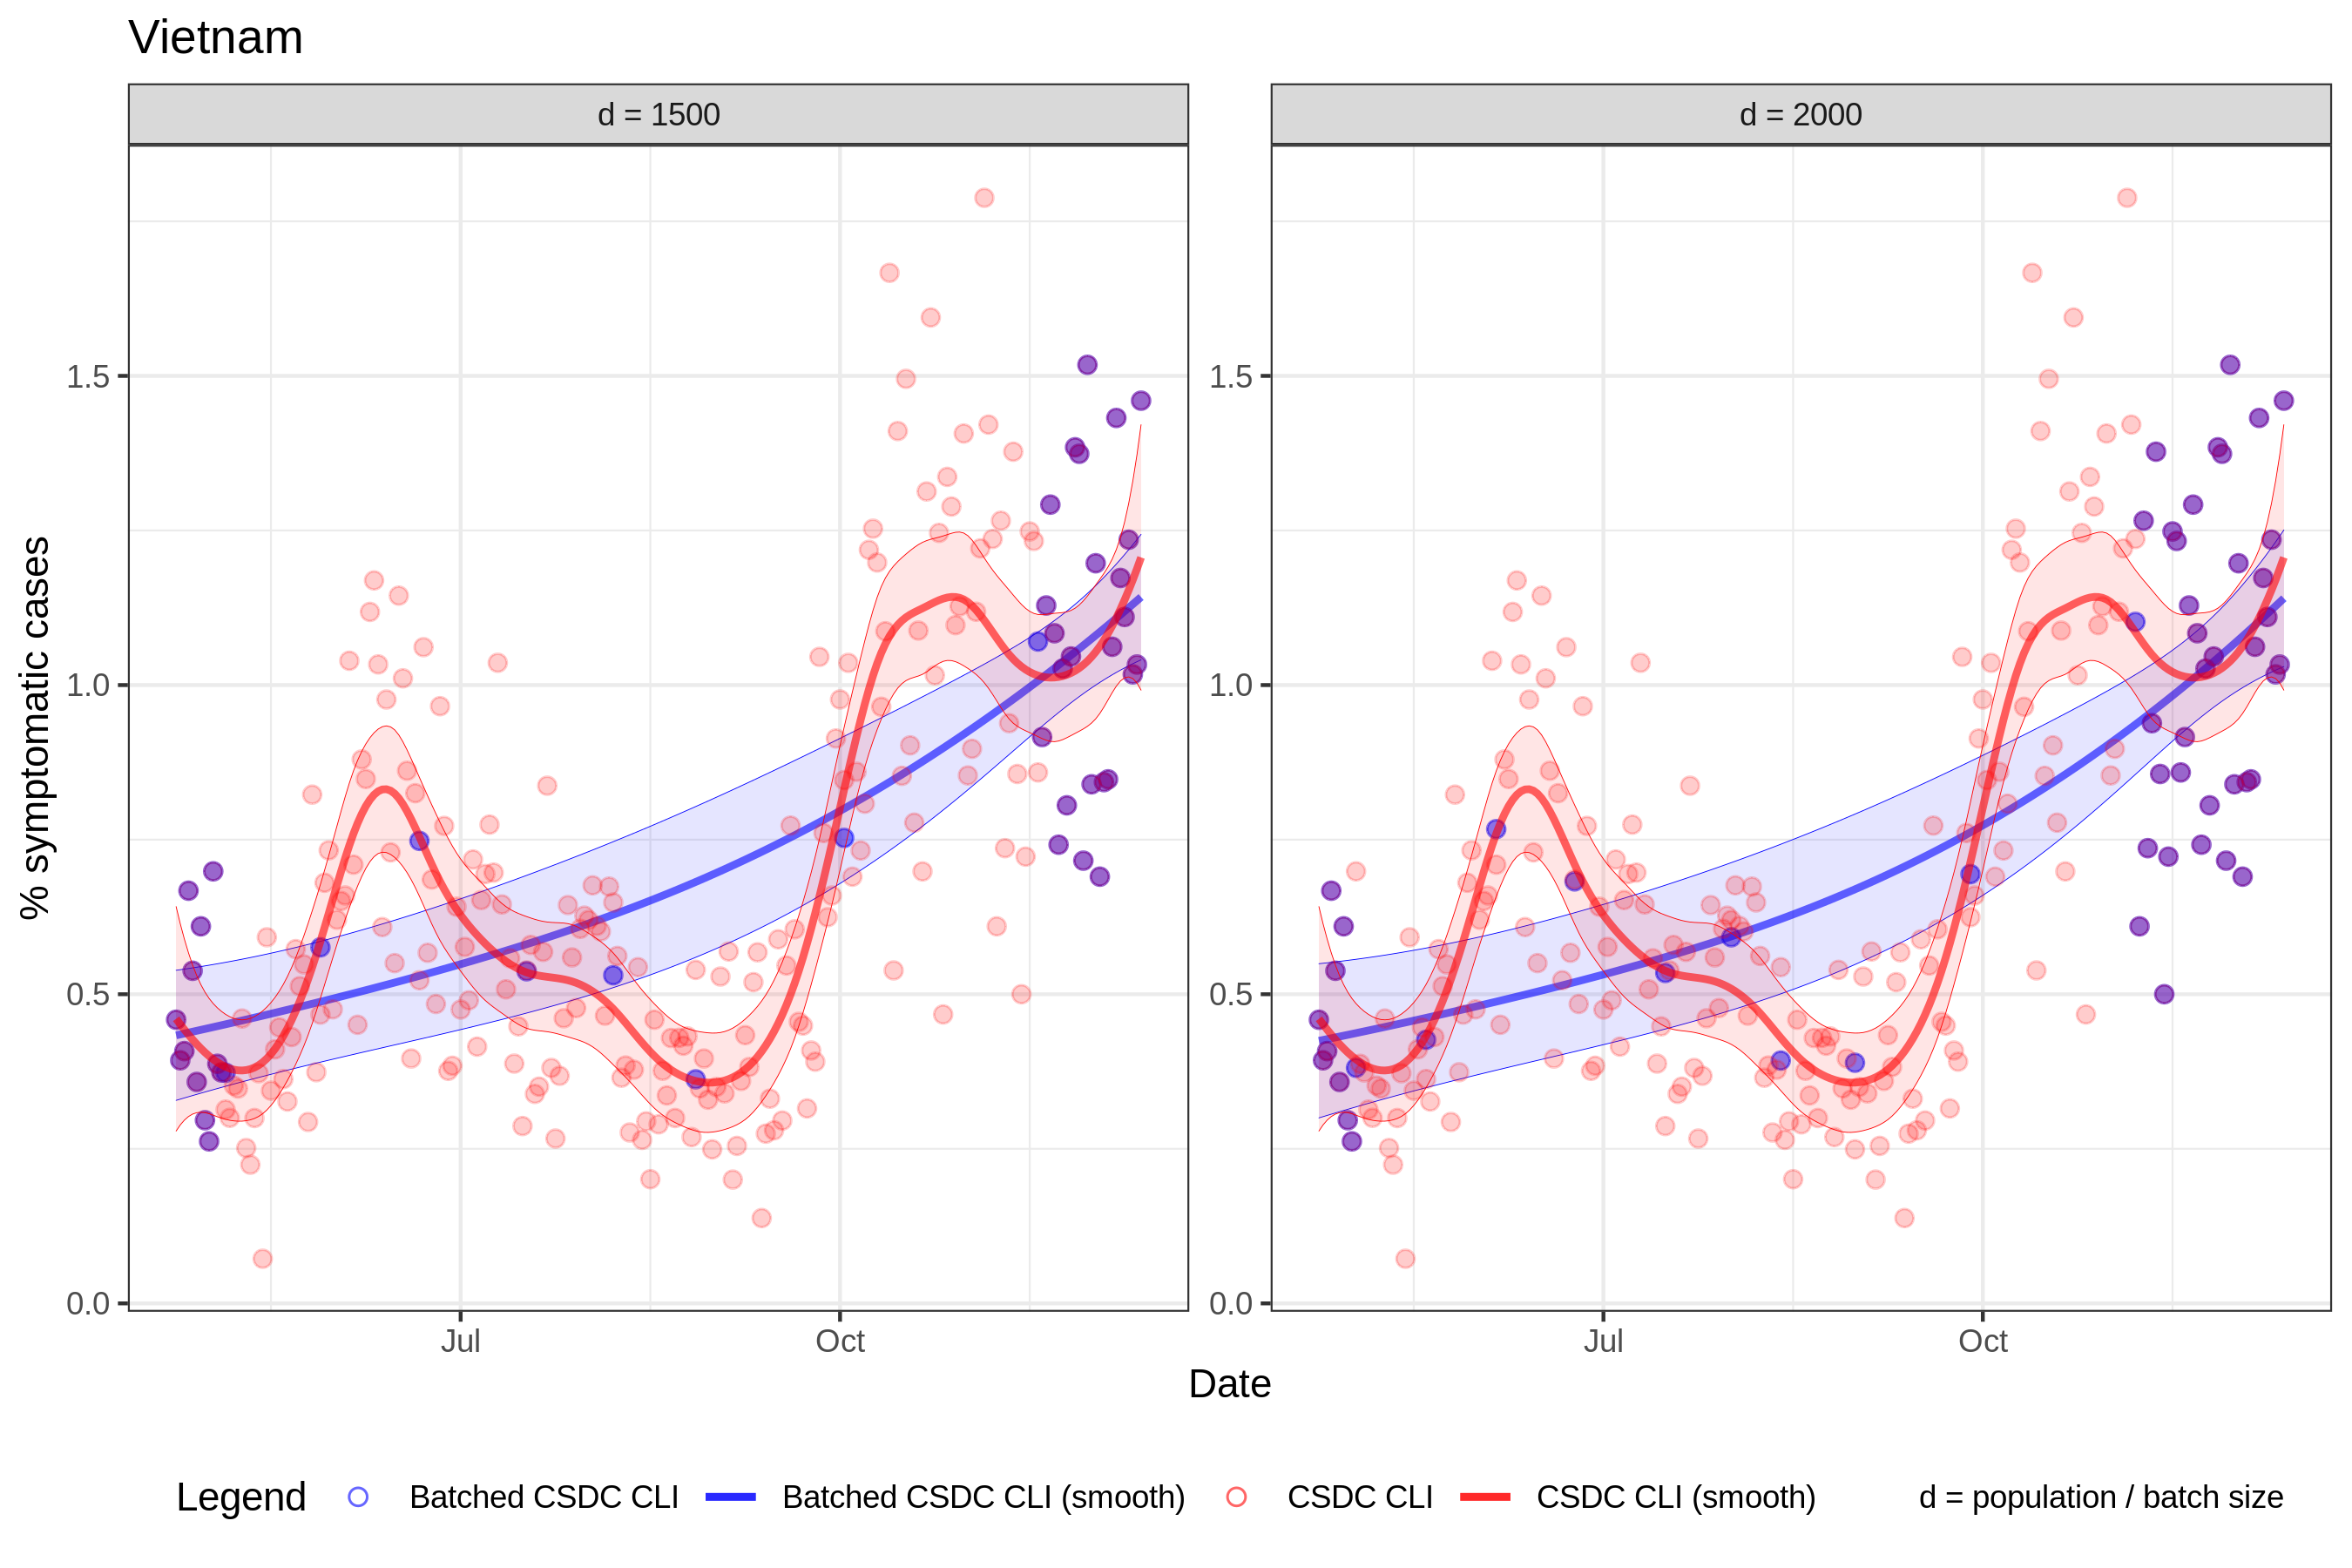 Vietnam
d = 1500
d = 2000
% symptomatic cases
1.5
1.0
0.5
0.0
1.5
1.0
0.5
0.0
Jul
Oct
Jul
Oct
Date
Legend
Batched CSDC CLI
Batched CSDC CLI (smooth)
CSDC CLI
CSDC CLI (smooth)
d = population / batch size